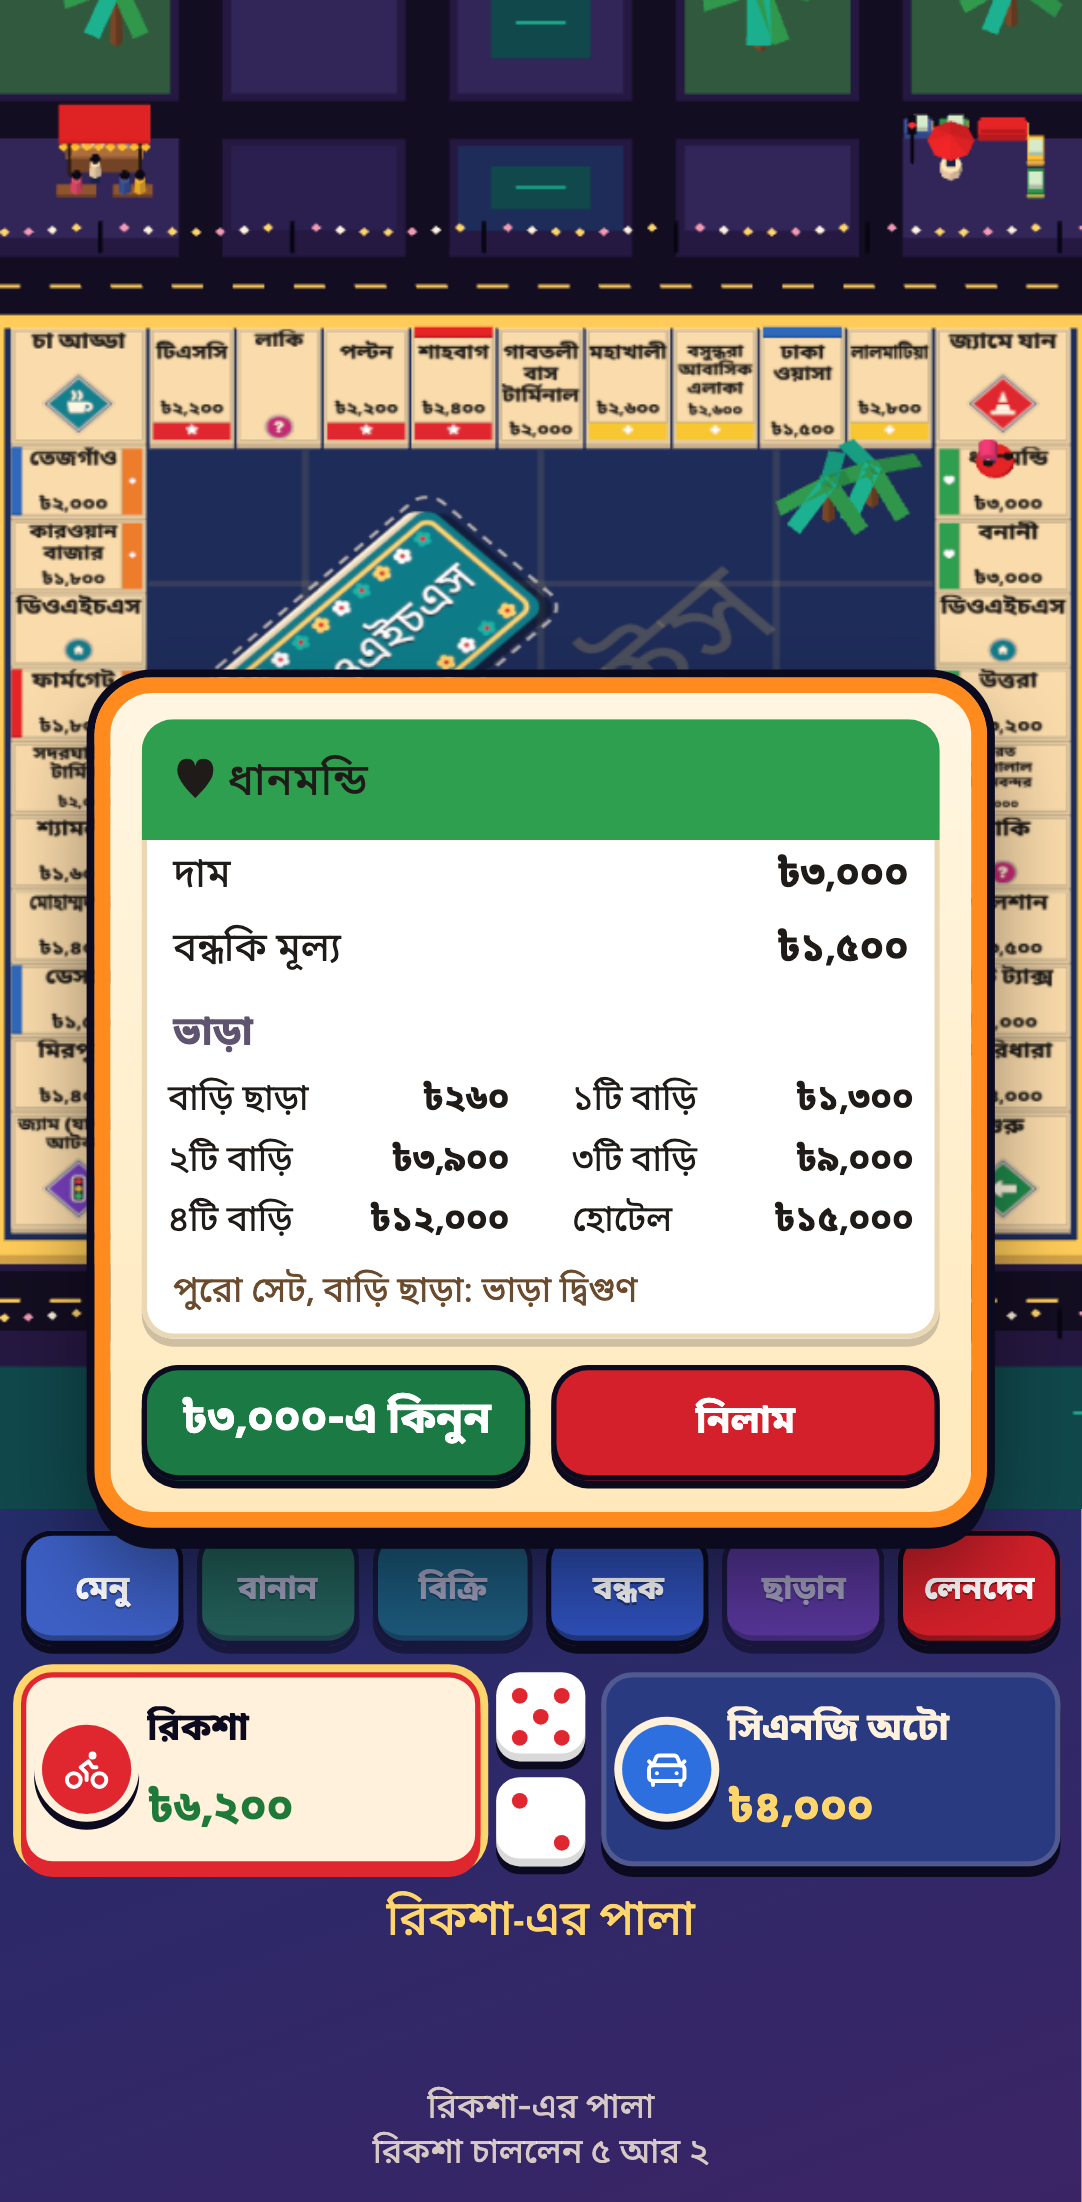 চা আড্ডা
টিএসসি
৳২,২০০
লাকি
পল্টন
৳২,২০০
শাহবাগ
৳২,৪০০
গাবতলী
বাস
টার্মিনাল
৳২,০০০
মহাখালী
৳২,৬০০
বসুন্ধরা
আবাসিক
এলাকা
৳২,৬০০
ঢাকা
ওয়াসা
৳১,৫০০
লালমাটিয়া
৳২,৮০০
জ্যামে যান
তেজগাঁও
৳২,০০০
৳৩,০০০
কারওয়ান
বাজার
৳১,৮০০
বনানী
৳৩,০০০
ডিওএইচএস
ডিওএইচএস
ফার্মগেট
উত্তরা
ধানমন্ডি
দাম ৳৩,০০০
বন্ধকি মূল্য ৳১,৫০০
ভাড়া
বাড়ি ছাড়া ৳২৬০ ১টি বাড়ি ৳১,৩০০
২টি বাড়ি ৳৩,৯০০ ৩টি বাড়ি ৳৯,০০০
৪টি বাড়ি ৳১২,০০০ হোটেল ৳১৫,০০০
পুরো সেট, বাড়ি ছাড়া: ভাড়া দ্বিগুণ
৳৩,০০০-এ কিনুন
নিলাম
মেনু
বানান
বিক্রি
বন্ধক
ছাড়ান
লেনদেন
রিকশা
৳৬,২০০
সিএনজি অটো
৳৪,০০০
রিকশা-এর পালা
রিকশা-এর পালা
রিকশা চাললেন ৫ আর ২